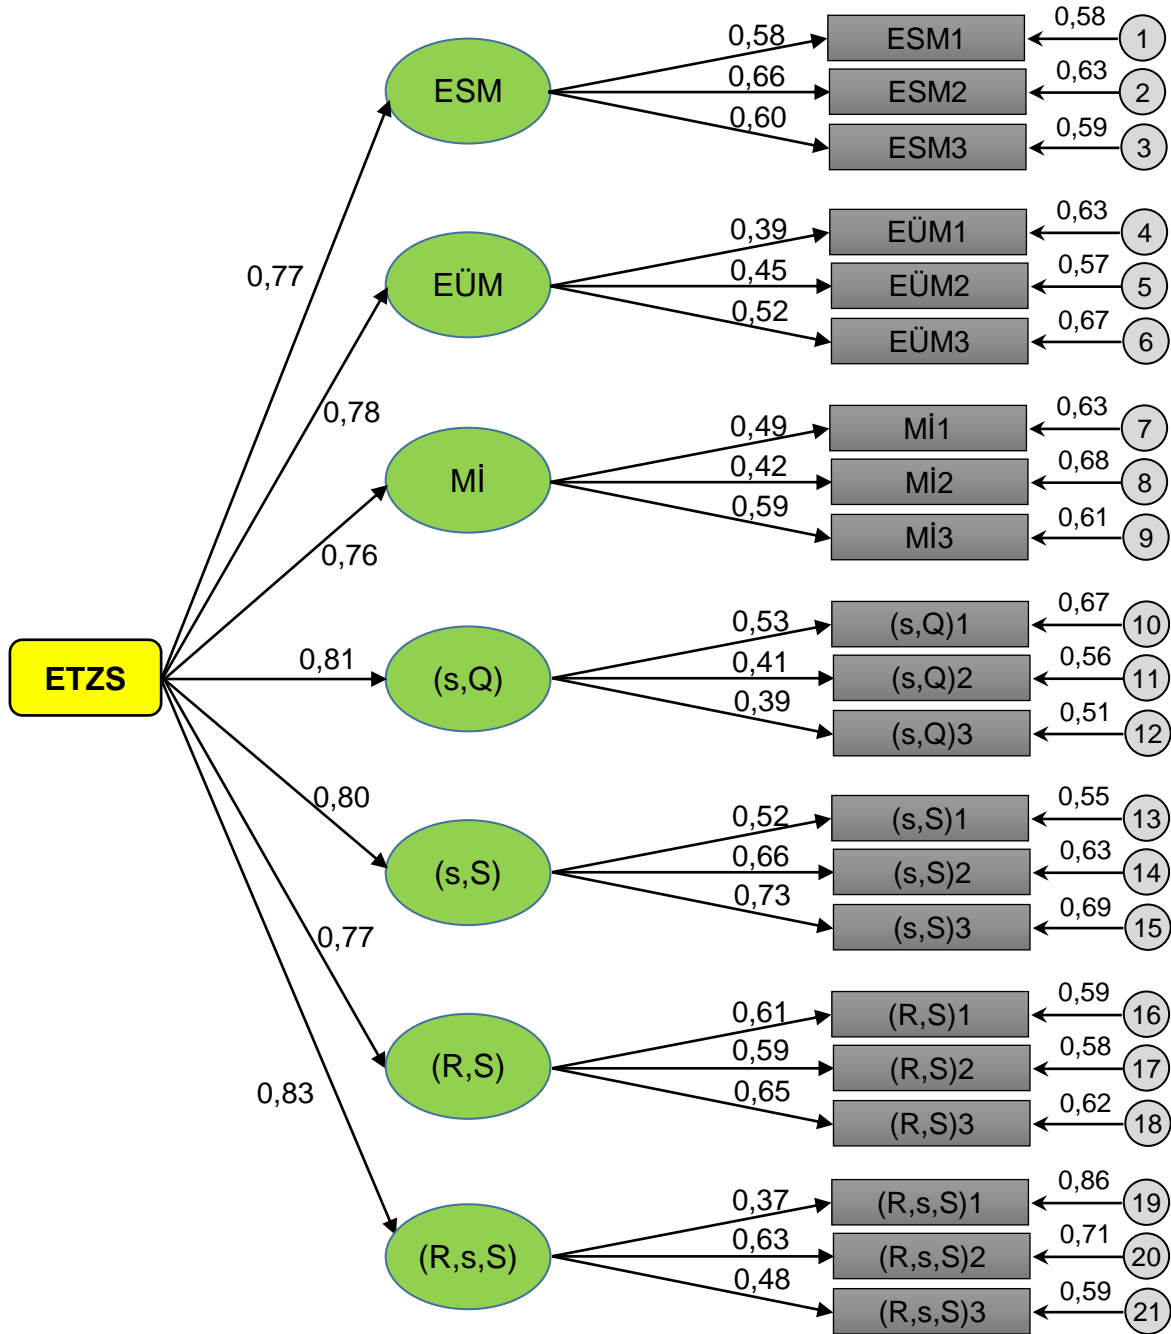 0,58 ESM1 0,58 1
ESM 0,66 ESM2 0,63 2
0,60 ESM3 0,59 3
0,77
0,39 EÜM1 0,63 4
EÜM 0,45 EÜM2 0,57 5
0,52 EÜM3 0,67 6
0,78
0,49 Mİ1 0,63 7
Mİ 0,42 Mİ2 0,68 8
0,59 Mİ3 0,61 9
0,76
0,53 (s,Q)1 0,67 10
ETZS 0,81 (s,Q) 0,41 (s,Q)2 0,56 11
0,39 (s,Q)3 0,51 12
0,80
0,52 (s,S)1 0,55 13
(s,S) 0,66 (s,S)2 0,63 14
0,73 (s,S)3 0,69 15
0,77
0,61 (R,S)1 0,59 16
(R,S) 0,59 (R,S)2 0,58 17
0,65 (R,S)3 0,62 18
0,83
0,37 (R,s,S)1 0,86 19
(R,s,S) 0,63 (R,s,S)2 0,71 20
0,48 (R,s,S)3 0,59 21